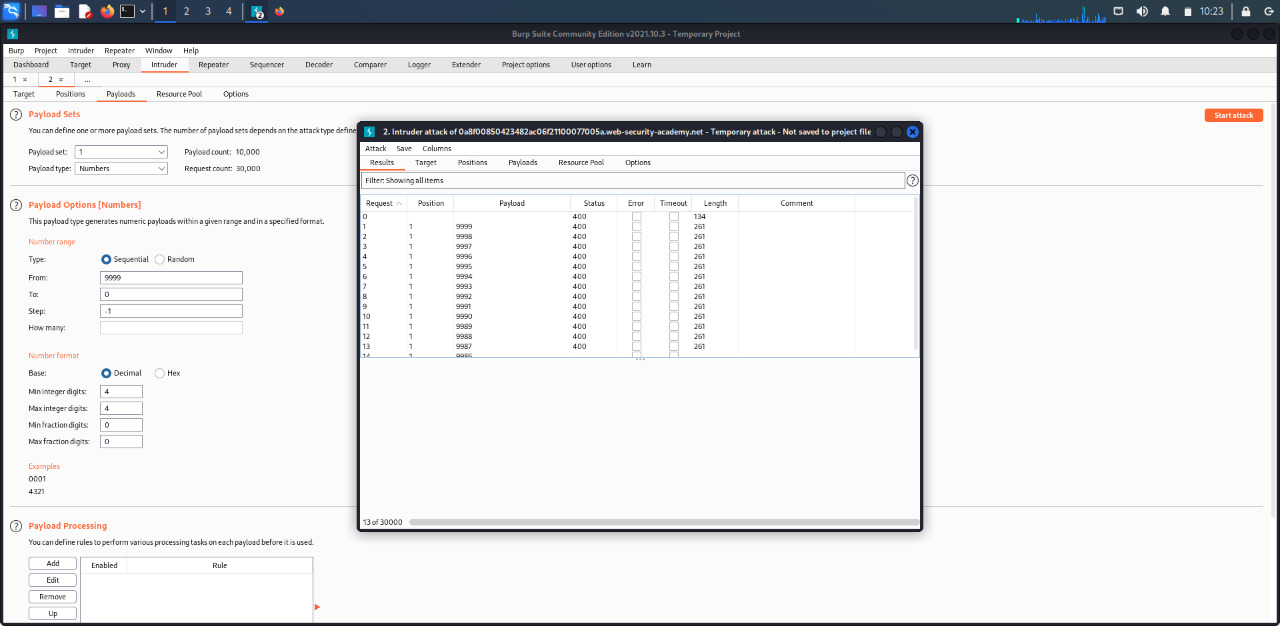 1 2 3 4 2 10:23
Burp Suite Community Edition v2021.10.3 - Temporary Project
Burp Project Intruder Repeater Window Help
Dashboard Target Proxy Intruder Repeater Sequencer Decoder Comparer Logger Extender Project options User options Learn
1 × 2 × ...
Target Positions Payloads Resource Pool Options
? Payload Sets
Start attack
You can define one or more payload sets. The number of payload sets depends on the attack type define
Payload set: 1 Payload count: 10,000
Payload type: Numbers Request count: 30,000
? Payload Options [Numbers]
This payload type generates numeric payloads within a given range and in a specified format.
Number range
Type: Sequential Random
From: 9999
To: 0
Step: -1
How many:
Number format
Base: Decimal Hex
Min integer digits: 4
Max integer digits: 4
Min fraction digits: 0
Max fraction digits: 0
Examples
0001
4321
? Payload Processing
You can define rules to perform various processing tasks on each payload before it is used.
Add Enabled Rule
Edit
Remove
Up
2. Intruder attack of 0a8f00850423482ac06f21100077005a.web-security-academy.net - Temporary attack - Not saved to project file
Attack Save Columns
Results Target Positions Payloads Resource Pool Options
Filter: Showing all items ?
Request Position Payload Status Error Timeout Length Comment
0 400 134
1 1 9999 400 261
2 1 9998 400 261
3 1 9997 400 261
4 1 9996 400 261
5 1 9995 400 261
6 1 9994 400 261
7 1 9993 400 261
8 1 9992 400 261
9 1 9991 400 261
10 1 9990 400 261
11 1 9989 400 261
12 1 9988 400 261
13 1 9987 400 261
14 1 9986
13 of 30000